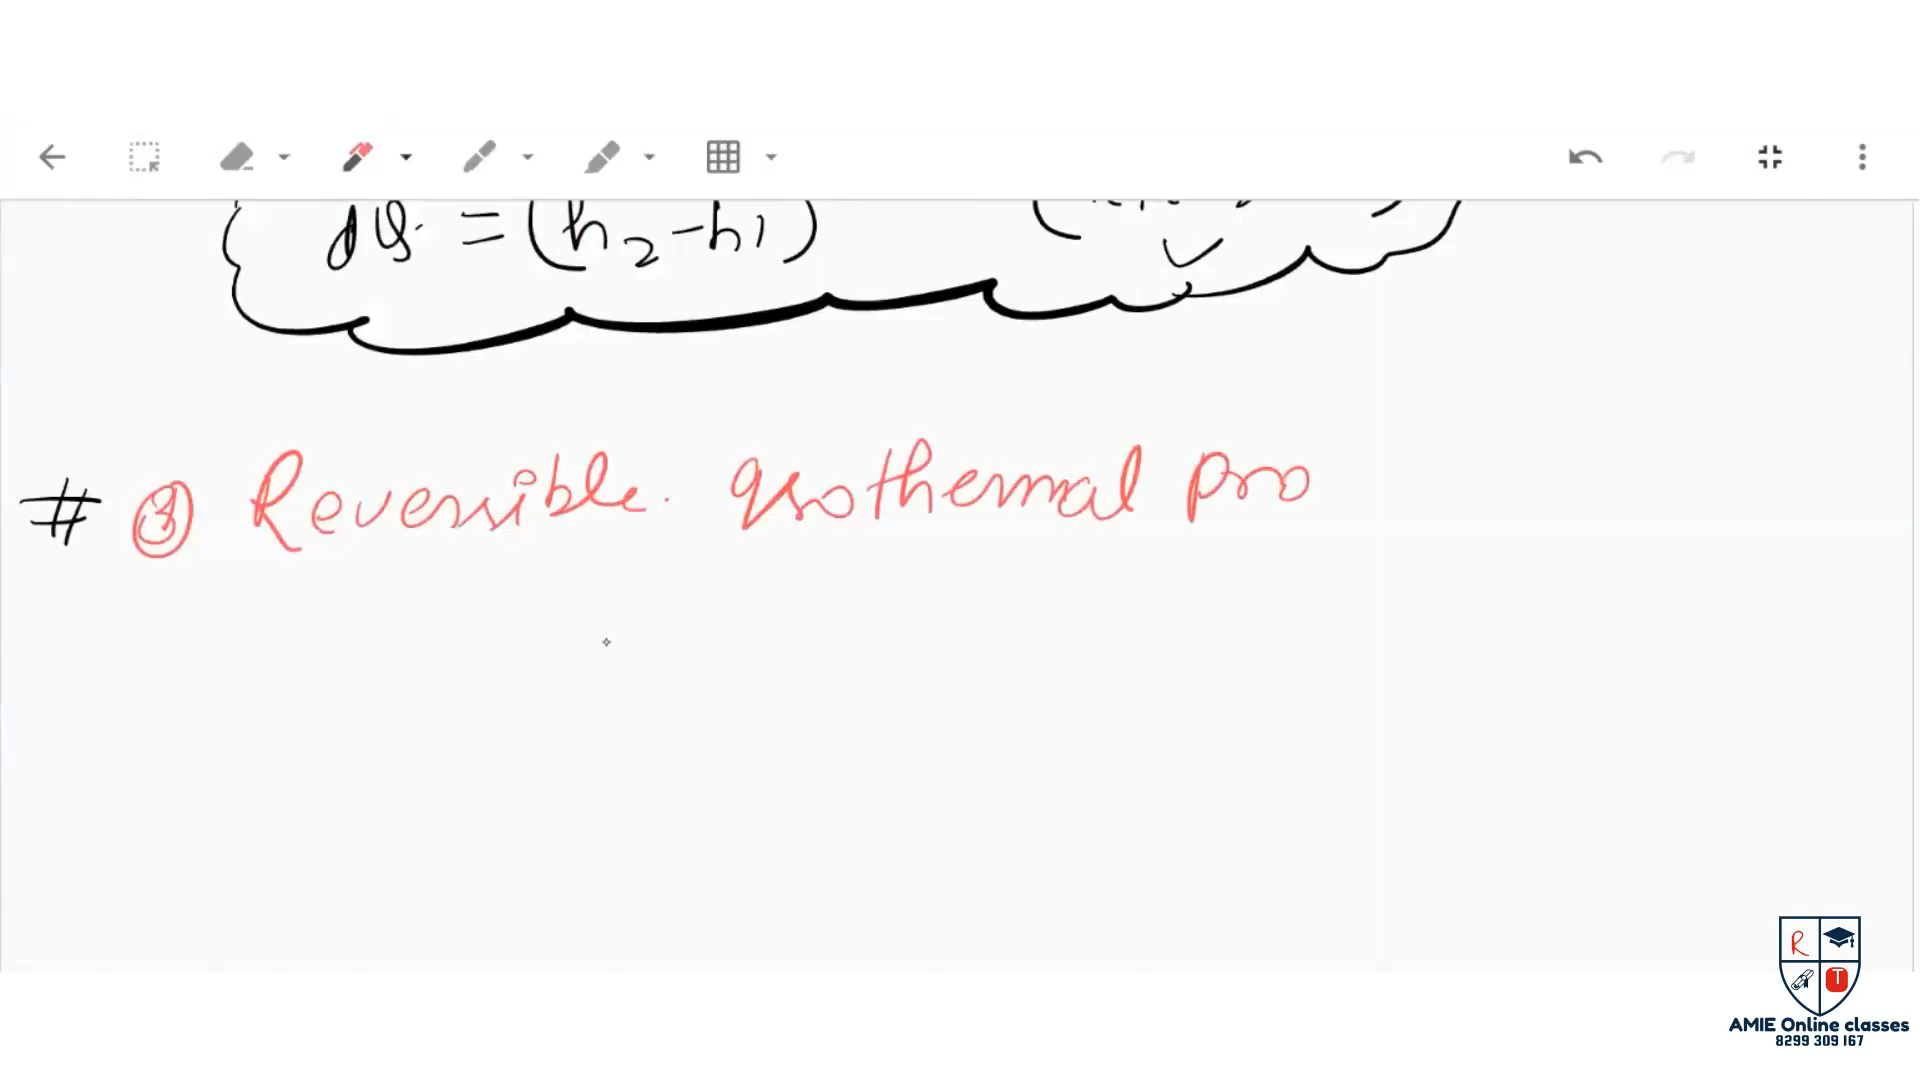 dQ = (h2-h1)
# ③ Reversible isothermal pro
R
T
AMIE Online classes
8299 309 167